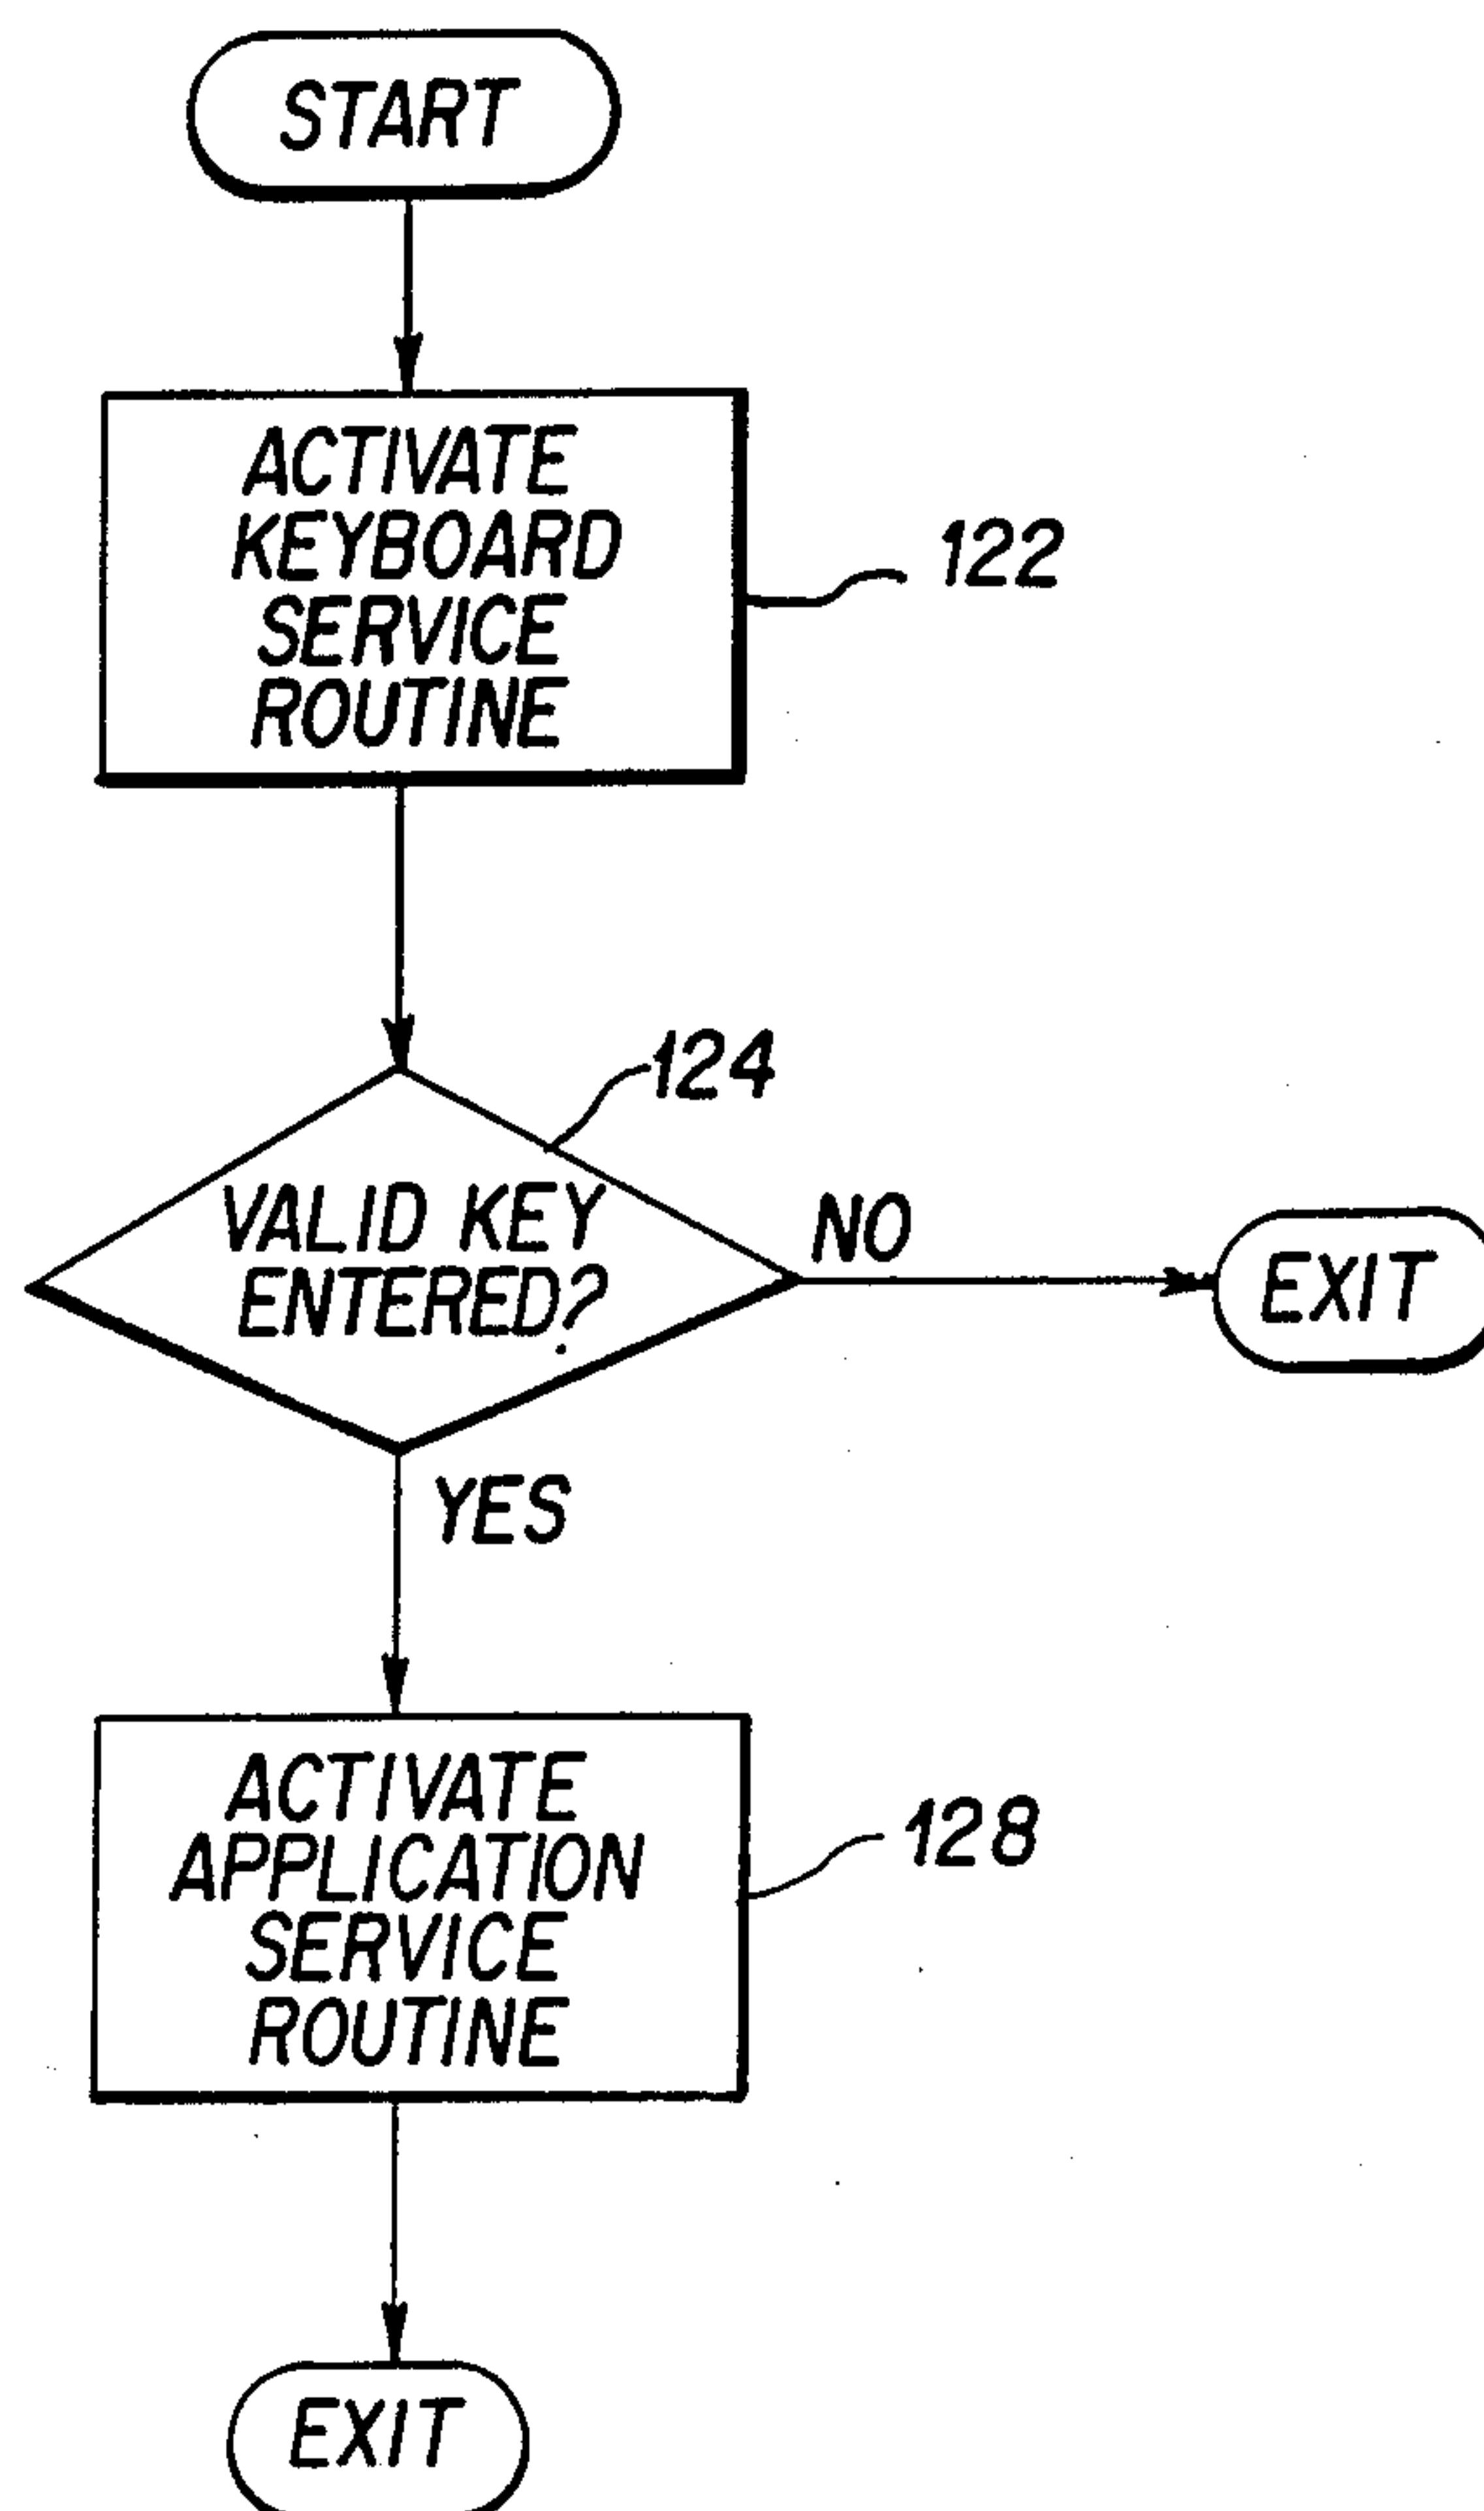 START
ACTIVATE
KEYBOARD
SERVICE
ROUTINE
122
124
VALID KEY
ENTERED?
NO
EXIT
YES
ACTIVATE
APPLICATION
SERVICE
ROUTINE
128
EXIT